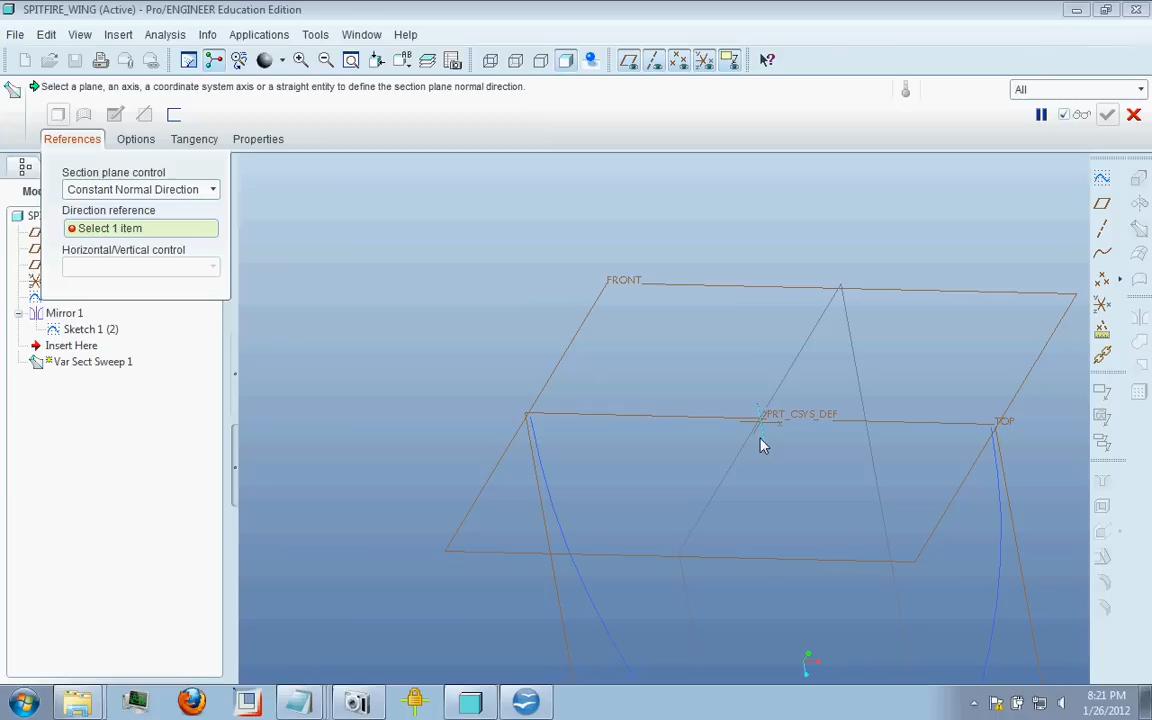 SPITFIRE_WING (Active) - Pro/ENGINEER Education Edition
File Edit View Insert Analysis Info Applications Tools Window Help
Select a plane, an axis, a coordinate system axis or a straight entity to define the section plane normal direction.
All
References Options Tangency Properties
Section plane control
Constant Normal Direction
Direction reference
Select 1 item
Horizontal/Vertical control
Mirror 1
Sketch 1 (2)
Insert Here
Var Sect Sweep 1
FRONT
PRT_CSYS_DEF
TOP
8:21 PM
1/26/2012